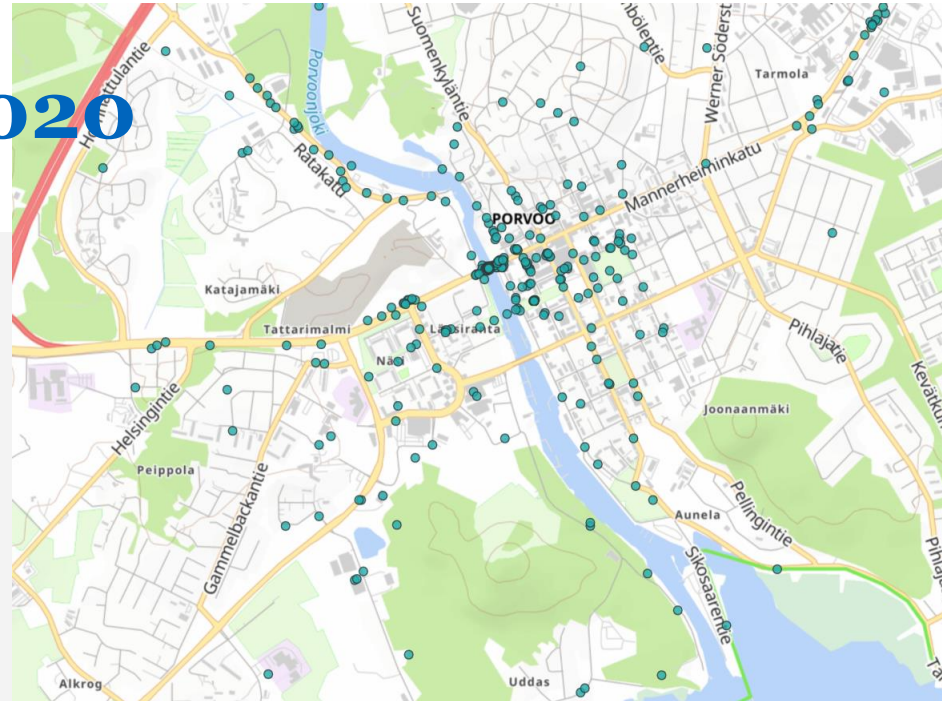 020
Suomenkyläntie
Werner Söderst
Tarmola
Porvoonjoki
Ratakatu
Mannerheiminkatu
PORVOO
Katajamäki
Tattarimalmi
Länsiranta
Näsi
Pihlajatie
Helsingintie
Joonaanmäki
Peippola
Gammelbackantie
Pellingintie
Aunela
Sikosaarentie
Alkrog
Uddas